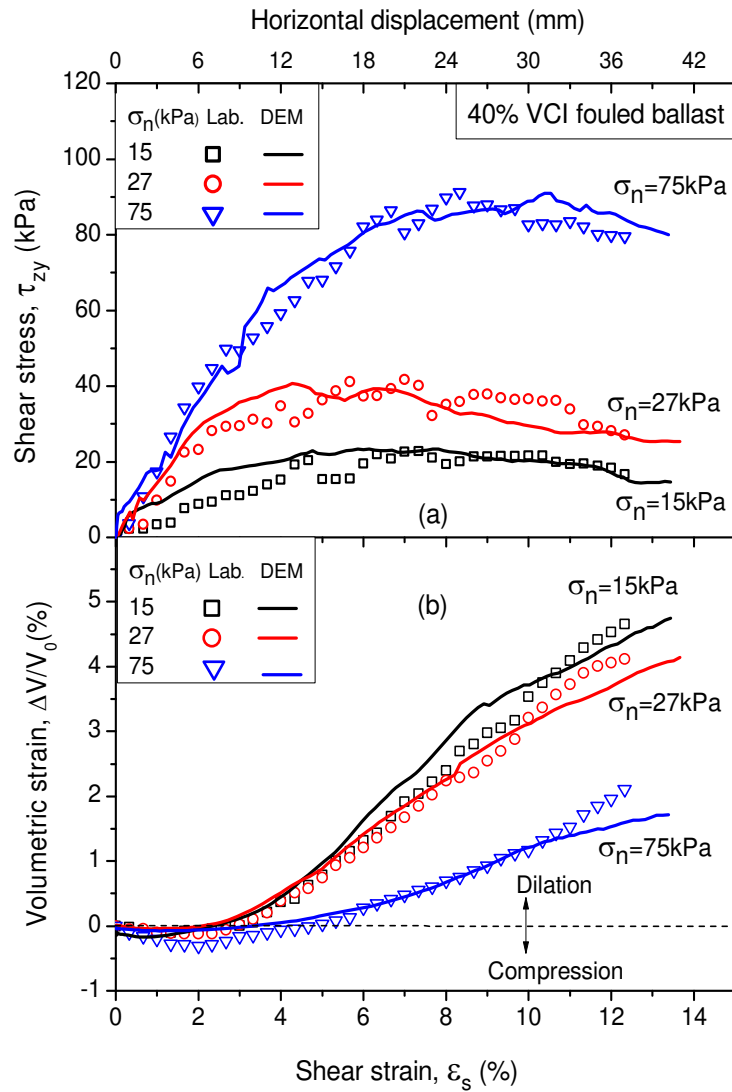 Horizontal displacement (mm)
0 6 12 18 24 30 36 42
120
100
80
60
40
20
0
Shear stress, τzy (kPa)
σn(kPa) Lab. DEM
15
27
75
40% VCI fouled ballast
σn=75kPa
σn=27kPa
σn=15kPa
(a)
σn(kPa) Lab. DEM
15
27
75
(b)
σn=15kPa
σn=27kPa
σn=75kPa
Dilation
Compression
5
4
3
2
1
0
-1
Volumetric strain, ΔV/V0(%)
0 2 4 6 8 10 12 14
Shear strain, εs (%)